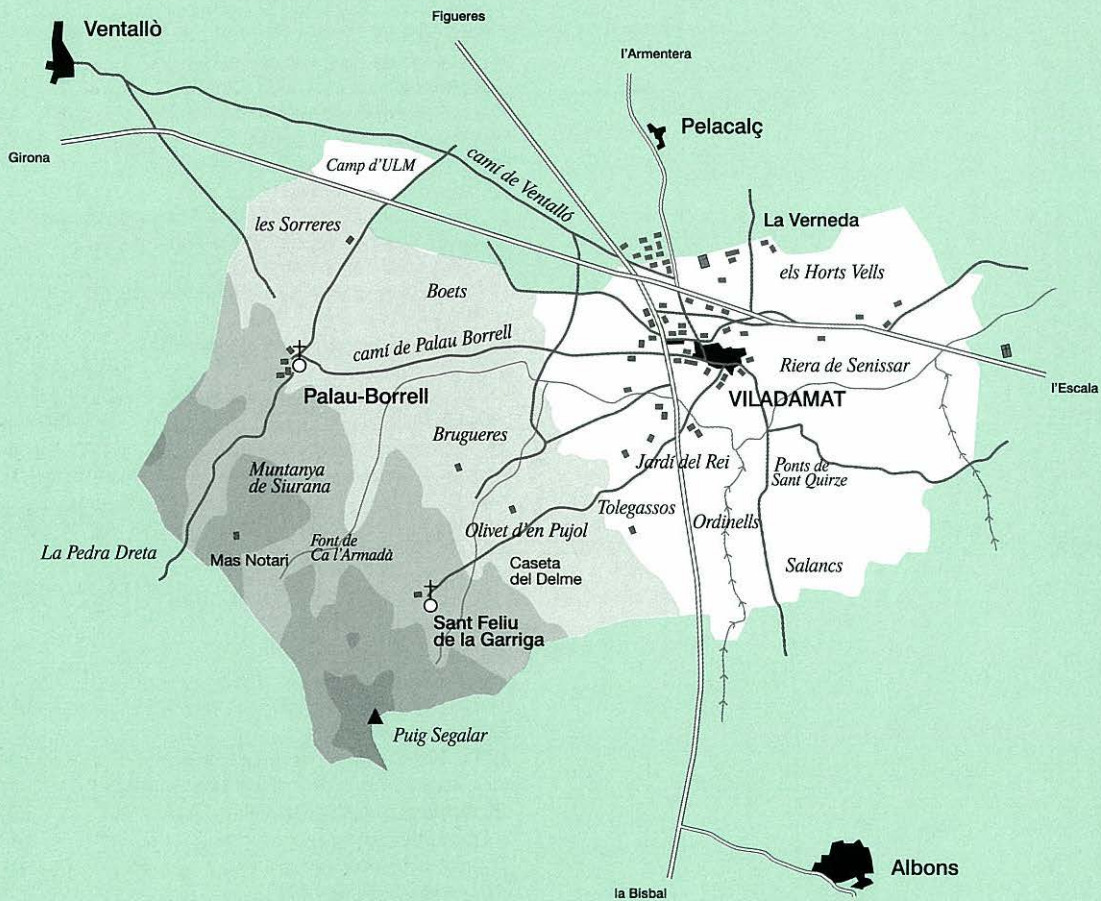 Figueres
Ventallò
l'Armentera
Pelacalç
Girona
Camp d'ULM
camí de Ventalló
La Verneda
les Sorreres
els Horts Vells
Boets
camí de Palau Borrell
Riera de Senissar
l'Escala
Palau-Borrell
VILADAMAT
Brugueres
Jardí del Rei
Muntanya
de Siurana
Ponts de
Sant Quirze
Tolegassos
Olivet d'en Pujol
Ordinells
Font de
Ca l'Armadà
La Pedra Dreta
Mas Notari
Caseta
del Delme
Salancs
Sant Feliu
de la Garriga
Puig Segalar
Albons
la Bisbal